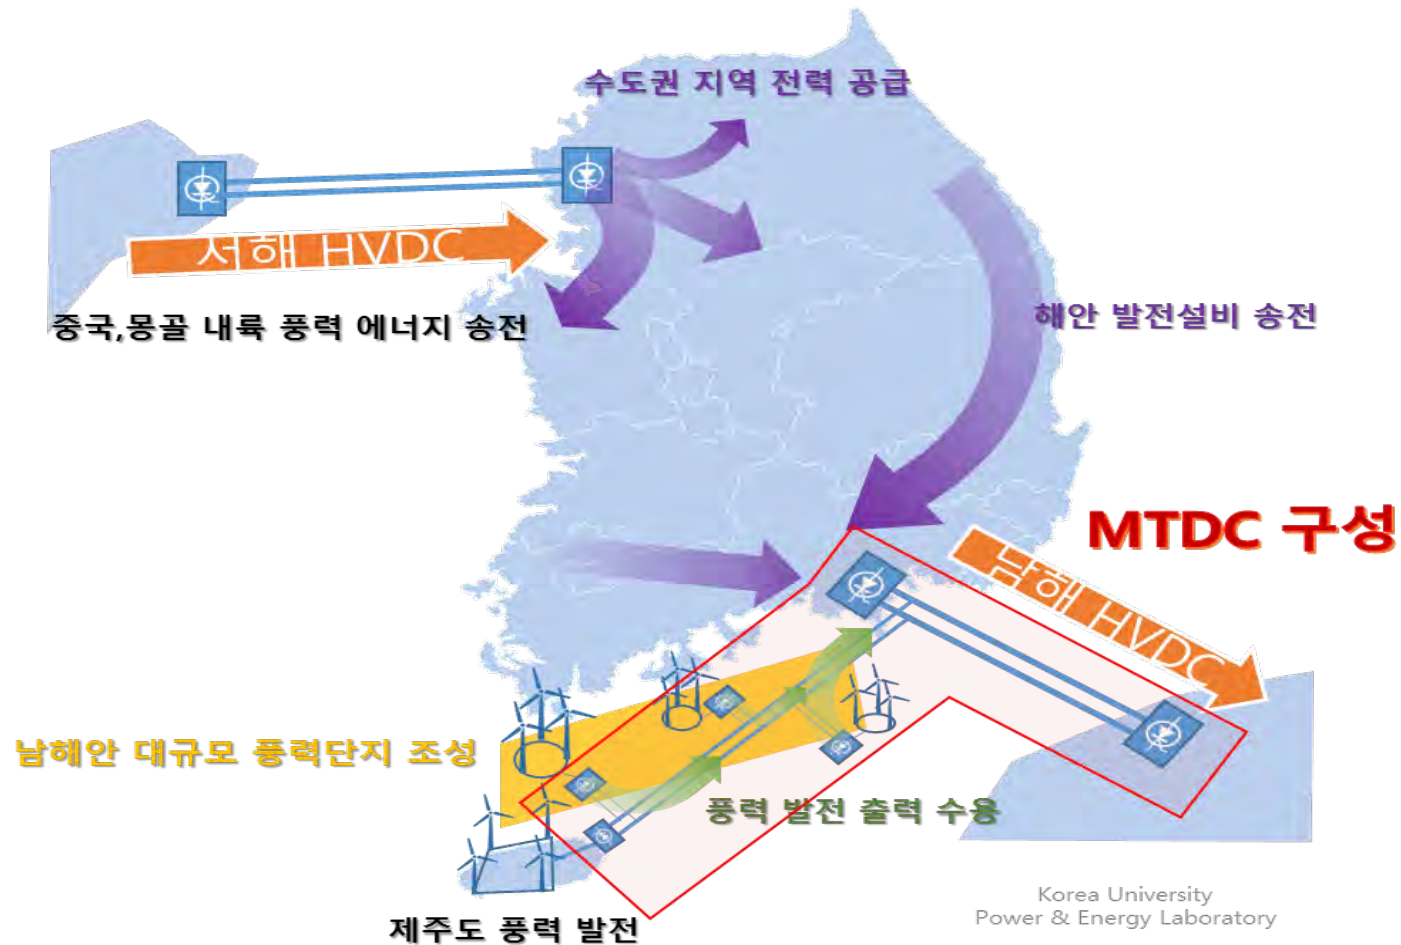 수도권 지역 전력 공급
서해 HVDC
중국,몽골 내륙 풍력 에너지 송전
해안 발전설비 송전
MTDC 구성
남해 HVDC
남해안 대규모 풍력단지 조성
풍력 발전 출력 수용
제주도 풍력 발전
Korea University
Power & Energy Laboratory